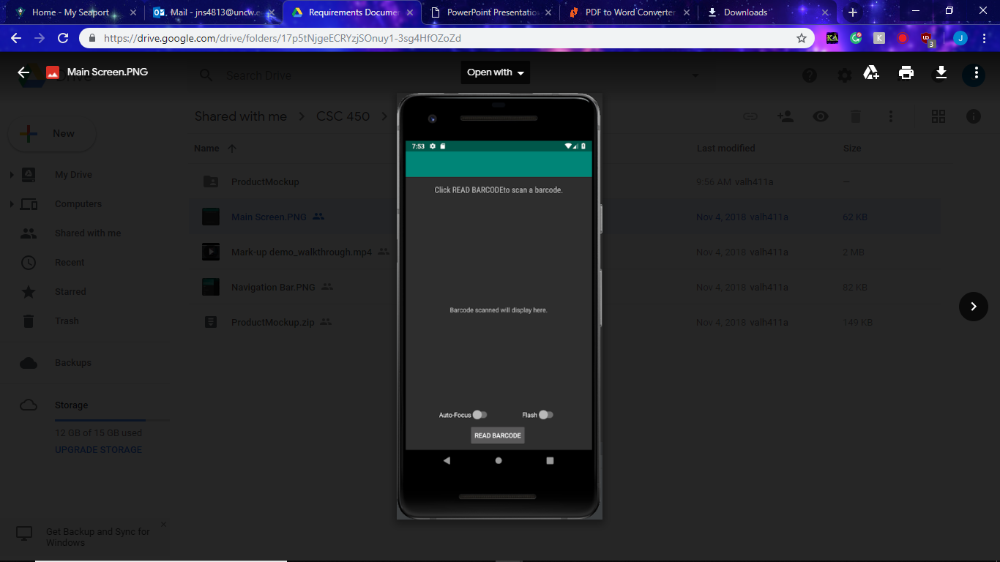 Home - My Seaport
Mail - jns4813@uncw.e
Requirements Documen
PowerPoint Presentation
PDF to Word Converter
Downloads
https://drive.google.com/drive/folders/17p5tNjgeECRYzjSOnuy1-3sg4HfOZoZd
3
J
Main Screen.PNG
Search Drive
Open with
Shared with me > CSC 450 >
New
Name
Last modified
Size
My Drive
Computers
Shared with me
Recent
Starred
Trash
Backups
Storage
12 GB of 15 GB used
UPGRADE STORAGE
Get Backup and Sync for
Windows
ProductMockup 9:56 AM valh411a —
Main Screen.PNG Nov 4, 2018 valh411a 62 KB
Mark-up demo_walkthrough.mp4 Nov 4, 2018 valh411a 2 MB
Navigation Bar.PNG Nov 4, 2018 valh411a 82 KB
ProductMockup.zip Nov 4, 2018 valh411a 149 KB
7:53
Click READ BARCODEto scan a barcode.
Barcode scanned will display here.
Auto-Focus
Flash
READ BARCODE